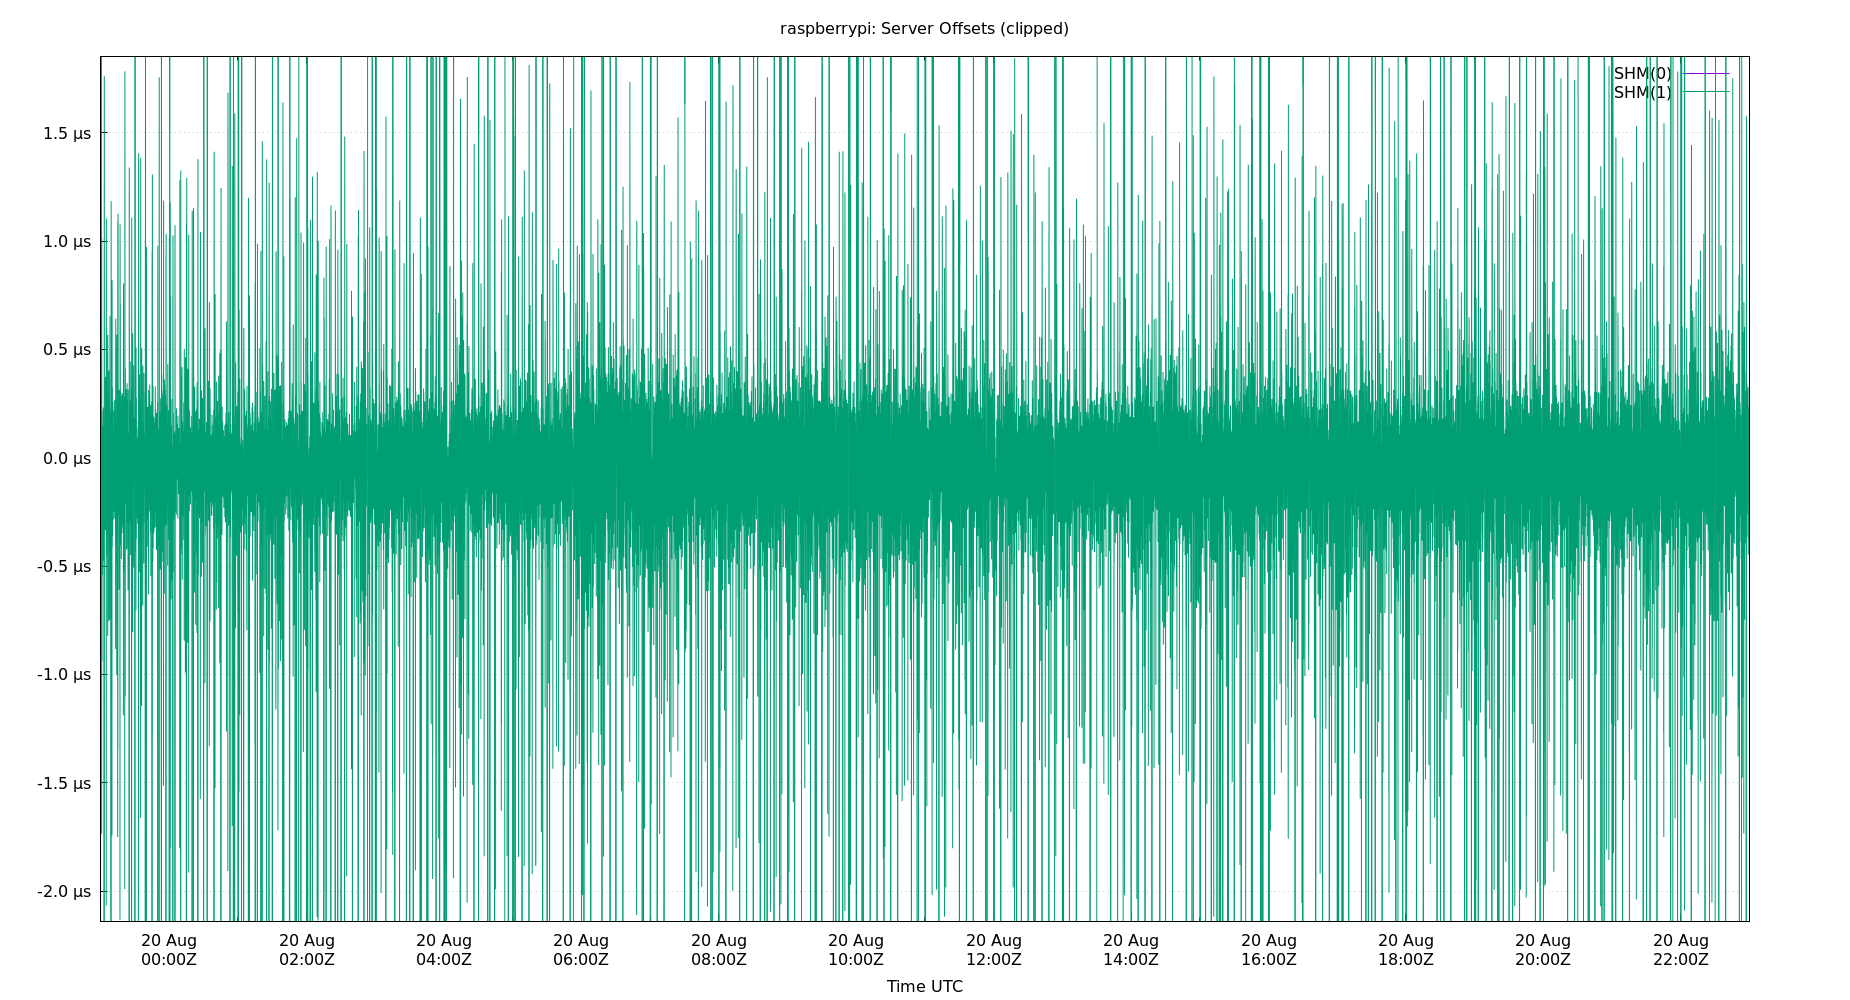 raspberrypi: Server Offsets (clipped)
SHM(0)
SHM(1)
1.5 µs
1.0 µs
0.5 µs
0.0 µs
-0.5 µs
-1.0 µs
-1.5 µs
-2.0 µs
20 Aug 20 Aug 20 Aug 20 Aug 20 Aug 20 Aug 20 Aug 20 Aug 20 Aug 20 Aug 20 Aug 20 Aug
00:00Z 02:00Z 04:00Z 06:00Z 08:00Z 10:00Z 12:00Z 14:00Z 16:00Z 18:00Z 20:00Z 22:00Z
Time UTC